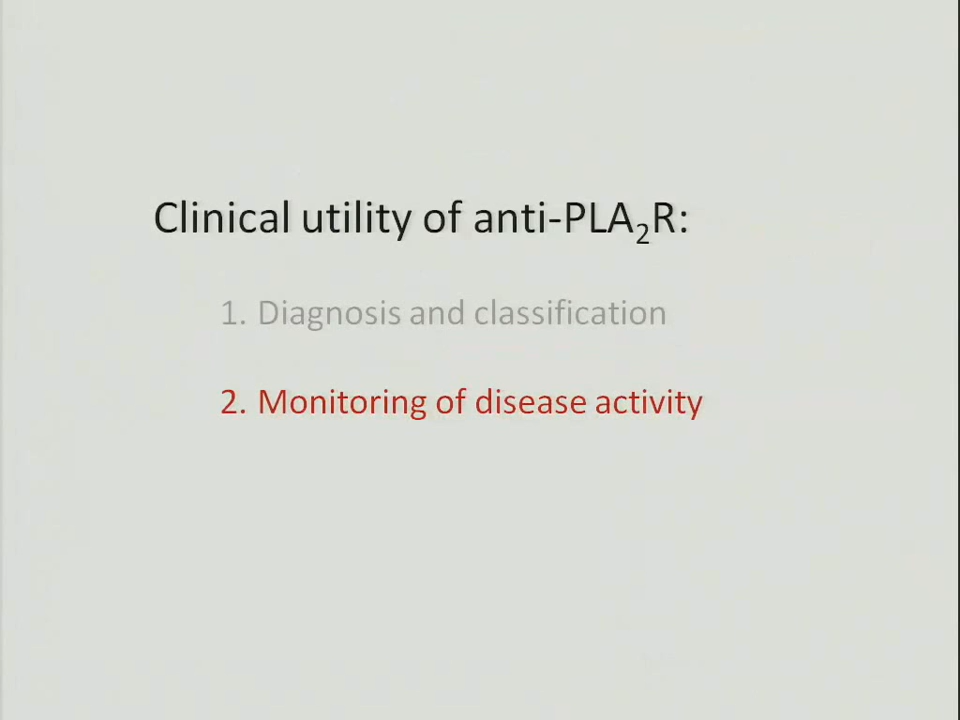 Clinical utility of anti-PLA₂R:
1. Diagnosis and classification
2. Monitoring of disease activity